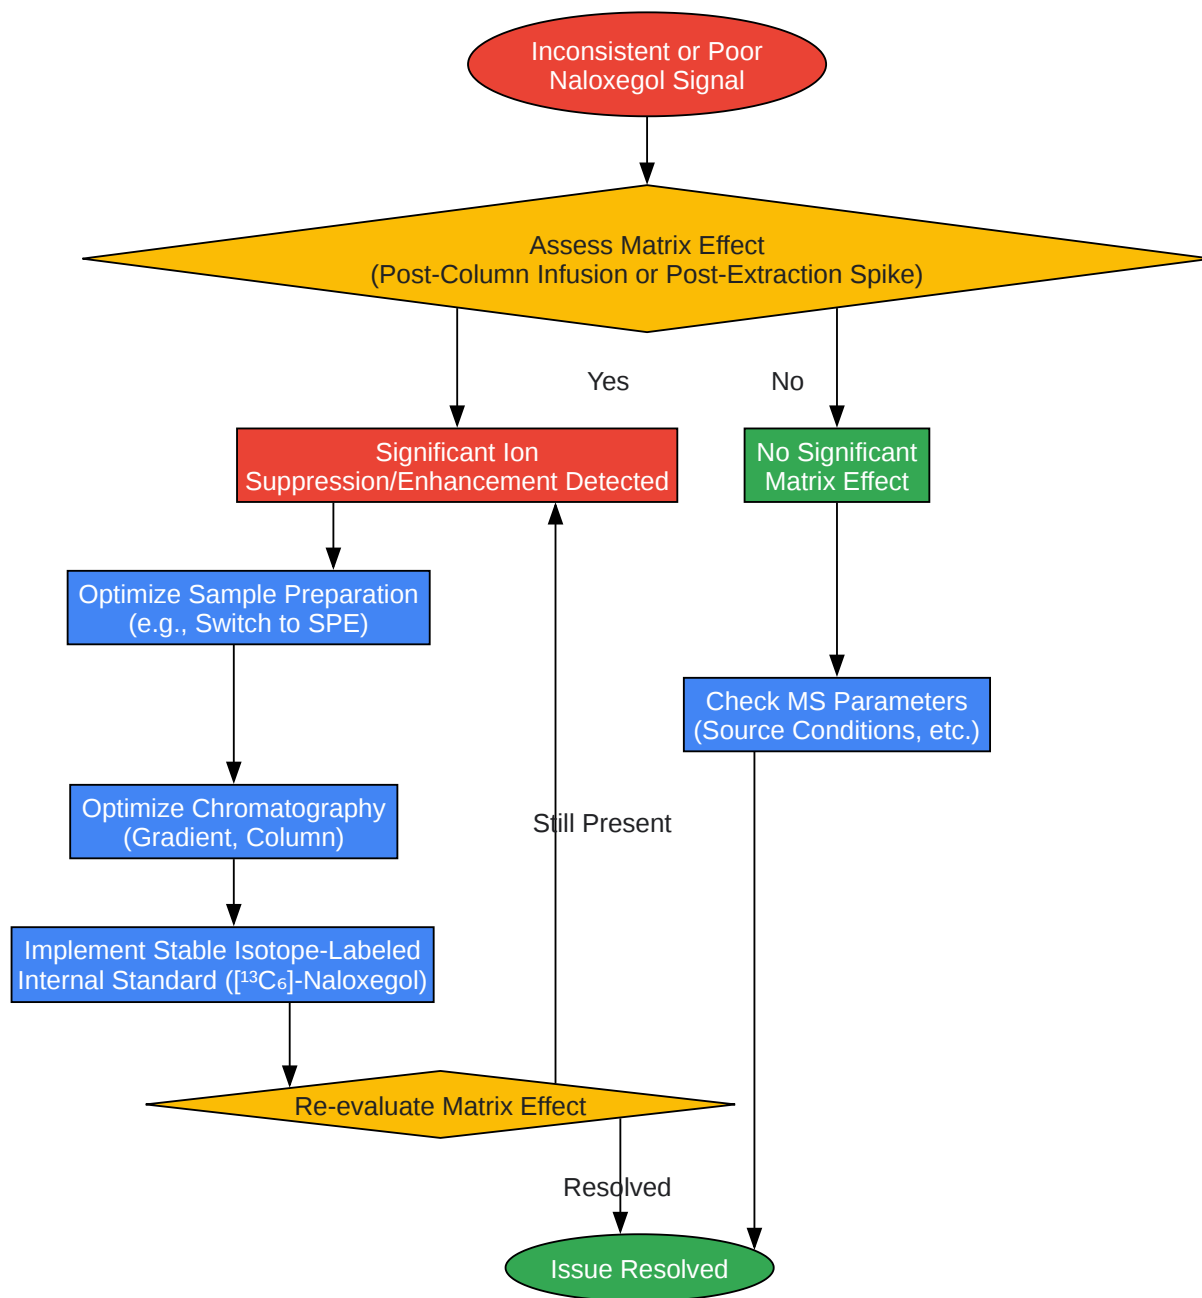 Inconsistent or Poor
Naloxegol Signal
Assess Matrix Effect
(Post-Column Infusion or Post-Extraction Spike)
Yes
No
Significant Ion
Suppression/Enhancement Detected
No Significant
Matrix Effect
Optimize Sample Preparation
(e.g., Switch to SPE)
Check MS Parameters
(Source Conditions, etc.)
Optimize Chromatography
(Gradient, Column)
Still Present
Implement Stable Isotope-Labeled
Internal Standard ([¹³C₆]-Naloxegol)
Re-evaluate Matrix Effect
Resolved
Issue Resolved